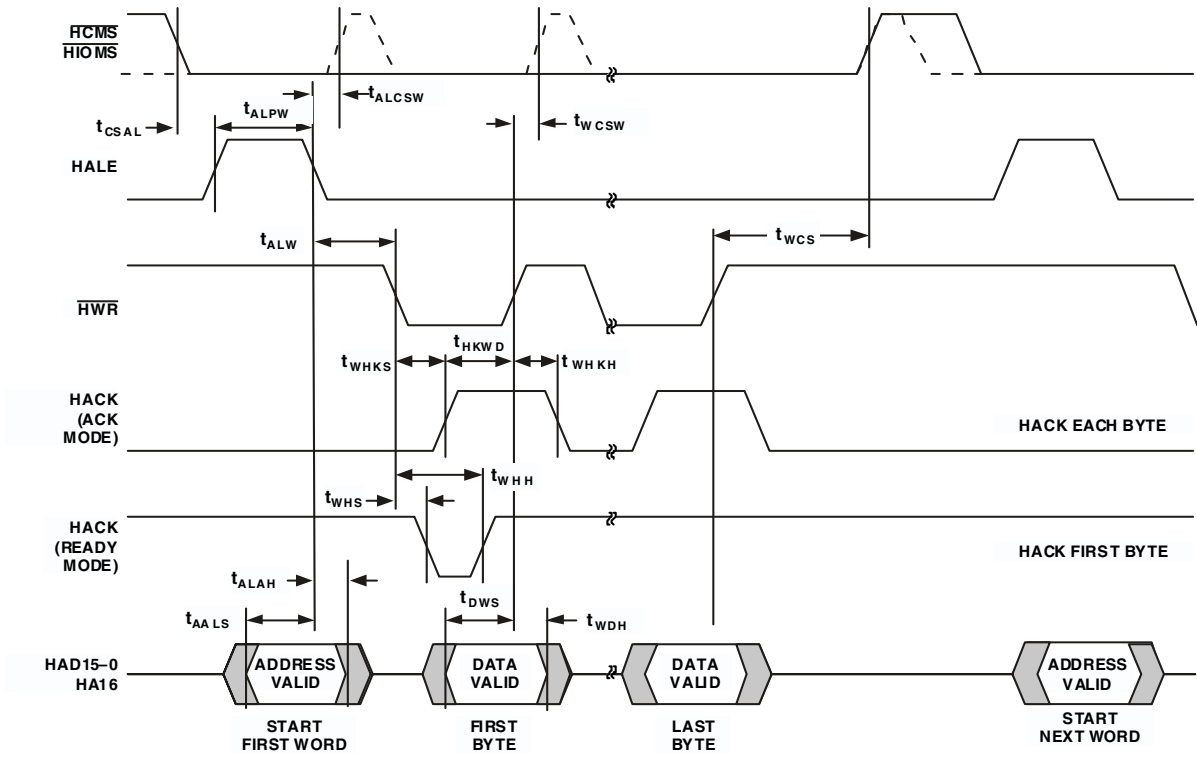 HCMS
HIOMS
tALCSW
tALPW
tCSAL
tWCSW
HALE
tALW
tWCS
HWR
tHKWD
tWHKS
tWHKH
HACK
(ACK
MODE)
HACK EACH BYTE
tWHH
tWHS
HACK
(READY
MODE)
HACK FIRST BYTE
tALAH
tDWS
tAALS
tWDH
HAD15–0
HA16
ADDRESS
VALID
DATA
VALID
DATA
VALID
ADDRESS
VALID
START
FIRST WORD
FIRST
BYTE
LAST
BYTE
START
NEXT WORD